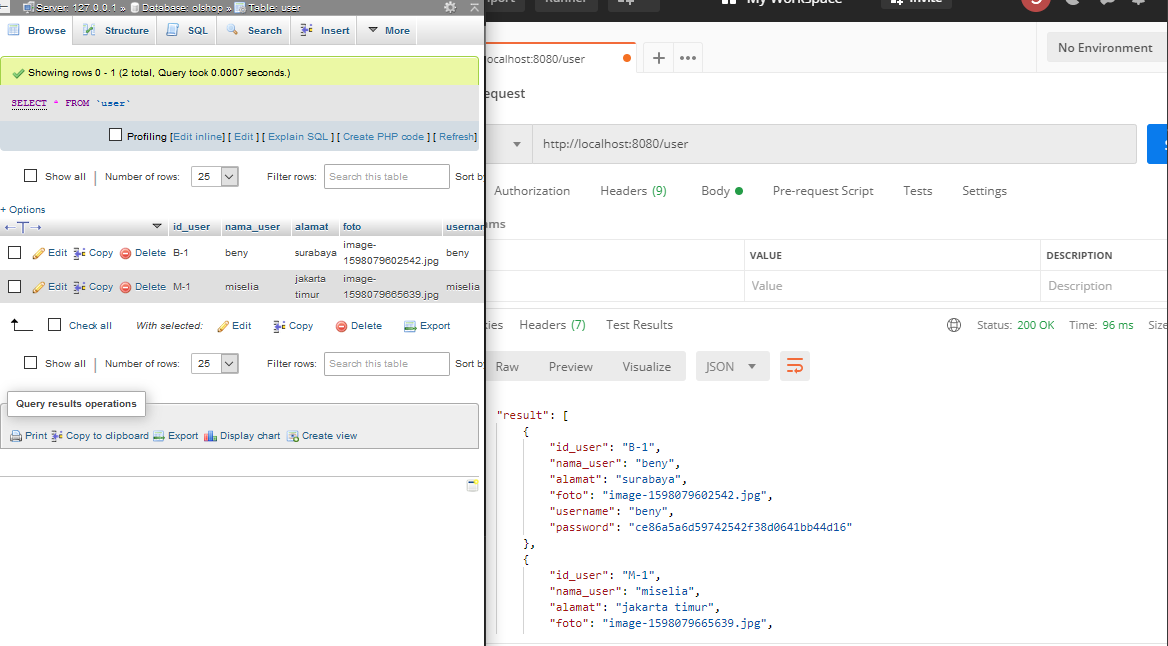 Server: 127.0.0.1 » Database: olshop » Table: user
Browse Structure SQL Search Insert More
Showing rows 0 - 1 (2 total, Query took 0.0007 seconds.)
SELECT * FROM `user`
Profiling [Edit inline] [ Edit ] [ Explain SQL ] [ Create PHP code ] [ Refresh]
Show all | Number of rows: 25 Filter rows: Search this table Sort by
+ Options
←T→ id_user nama_user alamat foto username
Edit Copy Delete B-1 beny surabaya image-1598079602542.jpg beny
Edit Copy Delete M-1 miselia jakarta timur image-1598079665639.jpg miselia
Check all With selected: Edit Copy Delete Export
Show all | Number of rows: 25 Filter rows: Search this table Sort by
Query results operations
Print Copy to clipboard Export Display chart Create view
port Runner My Workspace Invite
localhost:8080/user + •••
No Environment
equest
http://localhost:8080/user
Authorization Headers (9) Body Pre-request Script Tests Settings
ms
VALUE DESCRIPTION
Value Description
ies Headers (7) Test Results Status: 200 OK Time: 96 ms Size
Raw Preview Visualize JSON
"result": [
{
"id_user": "B-1",
"nama_user": "beny",
"alamat": "surabaya",
"foto": "image-1598079602542.jpg",
"username": "beny",
"password": "ce86a5a6d59742542f38d0641bb44d16"
},
{
"id_user": "M-1",
"nama_user": "miselia",
"alamat": "jakarta timur",
"foto": "image-1598079665639.jpg",